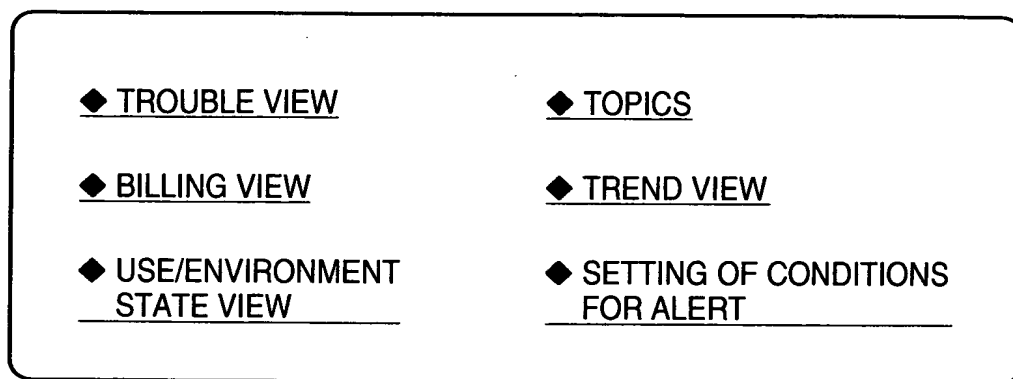 ◆ TROUBLE VIEW
◆ TOPICS
◆ BILLING VIEW
◆ TREND VIEW
◆ USE/ENVIRONMENT
STATE VIEW
◆ SETTING OF CONDITIONS
FOR ALERT